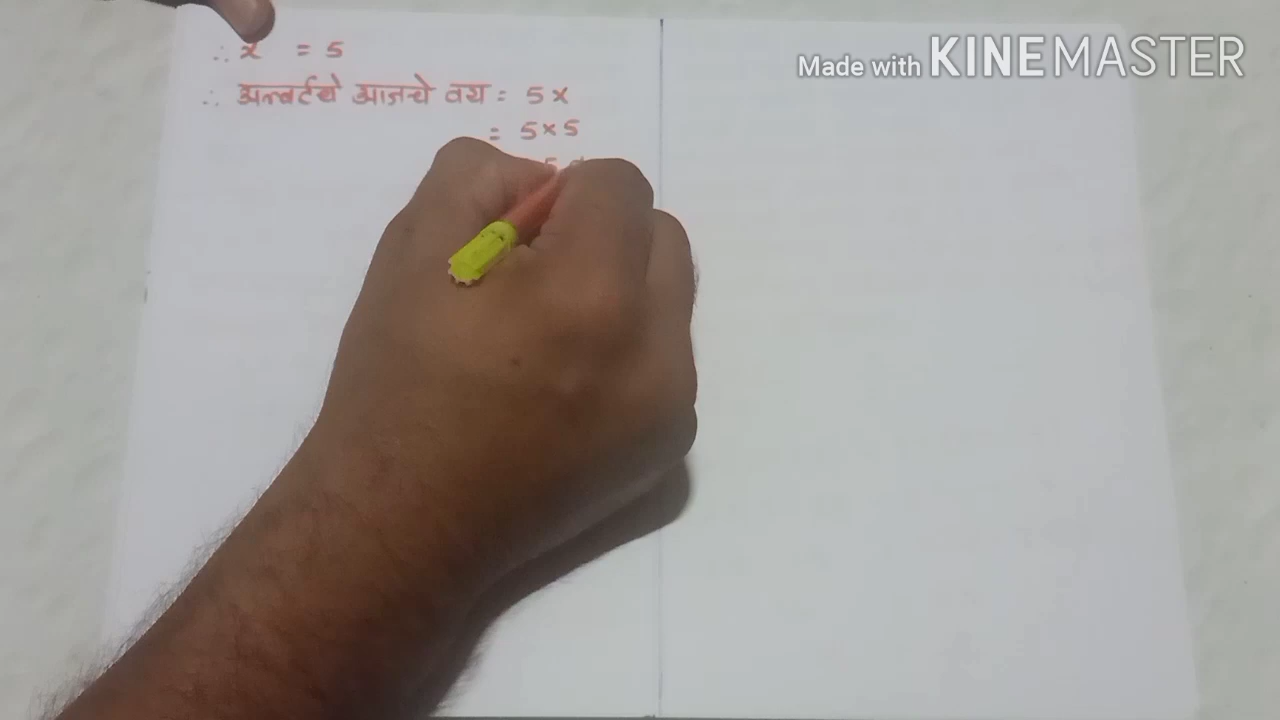 ∴ x = 5
∴ अल्बर्टचे आजचे वय = 5x
= 5×5
Made with KINEMASTER